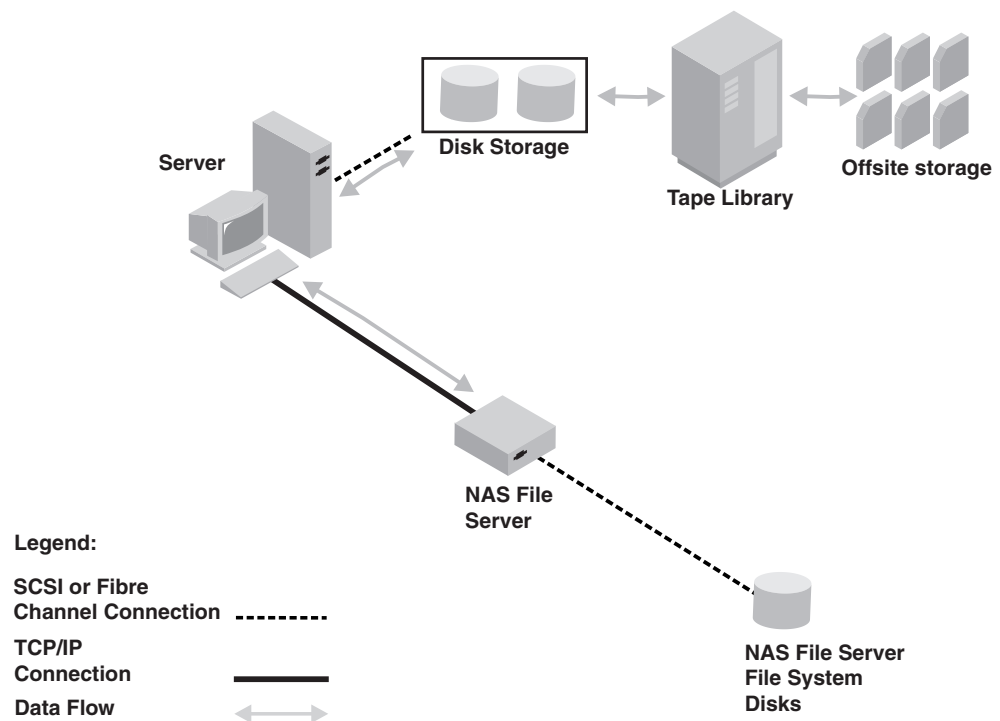 Server
Disk Storage
Tape Library
Offsite storage
NAS File
Server
NAS File Server
File System
Disks
Legend:
SCSI or Fibre
Channel Connection
TCP/IP
Connection
Data Flow